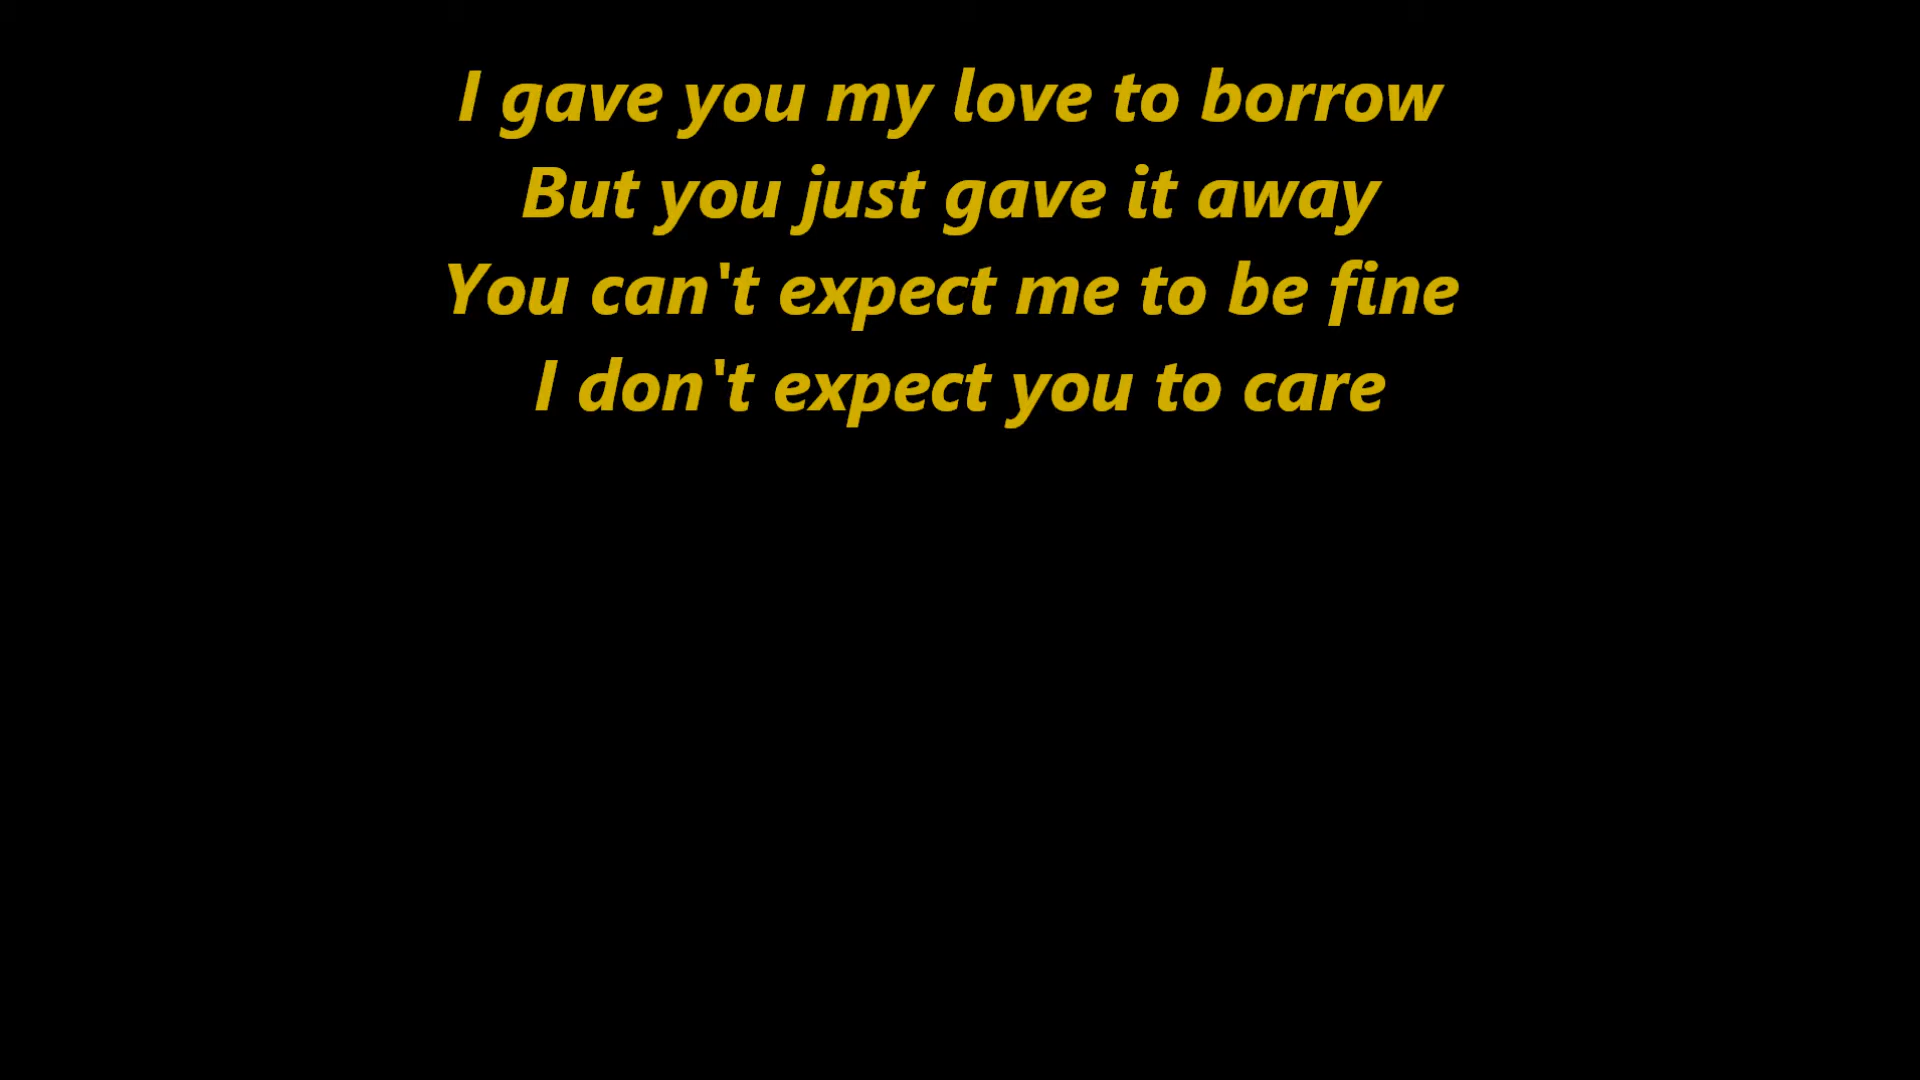 I gave you my love to borrow
But you just gave it away
You can't expect me to be fine
I don't expect you to care